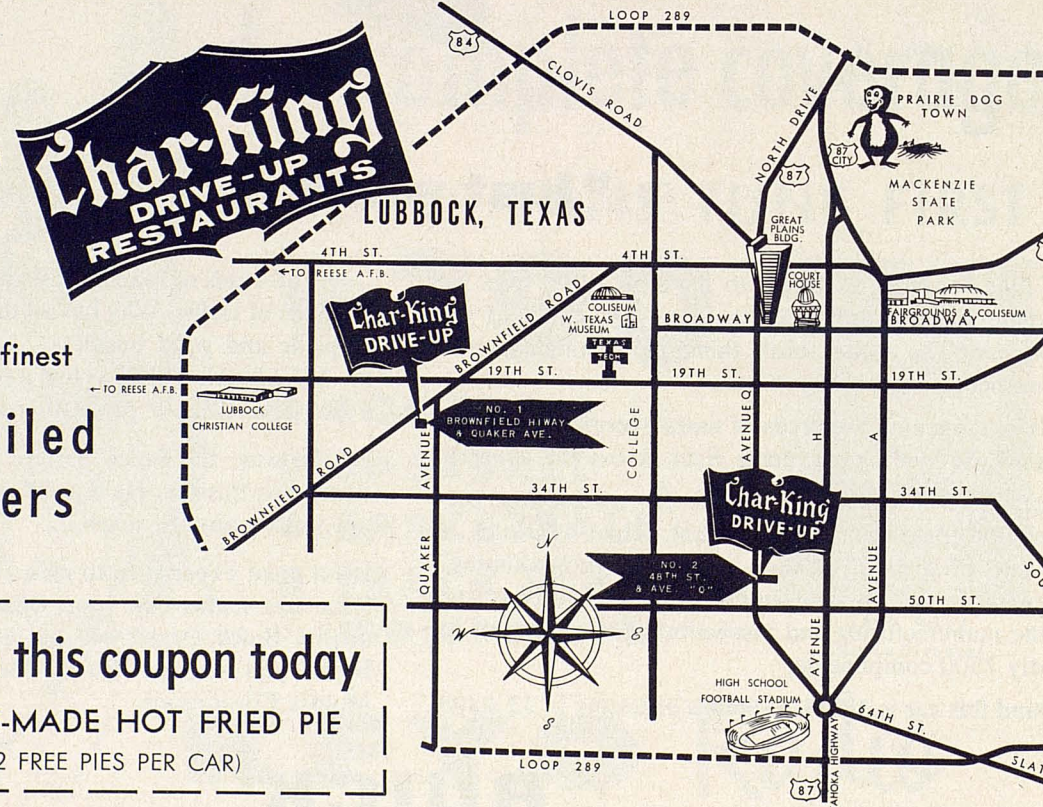 Char-King
DRIVE-UP
RESTAURANTS
LUBBOCK, TEXAS
LOOP 289
84
CLOVIS ROAD
NORTH DRIVE
87
87
CITY
PRAIRIE DOG
TOWN
MACKENZIE
STATE
PARK
GREAT
PLAINS
BLDG.
4TH ST.
4TH ST.
←TO REESE A.F.B.
COURT
HOUSE
FAIRGROUNDS & COLISEUM
BROADWAY
BROADWAY
Char-King
DRIVE-UP
BROWNFIELD ROAD
COLISEUM
W. TEXAS
MUSEUM
TEXAS
TECH
19TH ST.
19TH ST.
19TH ST.
←TO REESE A.F.B.
LUBBOCK
CHRISTIAN COLLEGE
NO. 1
BROWNFIELD HIWAY
& QUAKER AVE.
COLLEGE
AVENUE Q
H
A
AVENUE
QUAKER
BROWNFIELD ROAD
34TH ST.
34TH ST.
Char-King
DRIVE-UP
NO. 2
48TH ST.
& AVE. "Q"
AVENUE
AVENUE
50TH ST.
N
W
E
S
HIGH SCHOOL
FOOTBALL STADIUM
64TH ST.
LOOP 289
87
AHOKA HIGHWAY
SLAT
SOU
finest
iled
ers
this coupon today
-MADE HOT FRIED PIE
2 FREE PIES PER CAR)